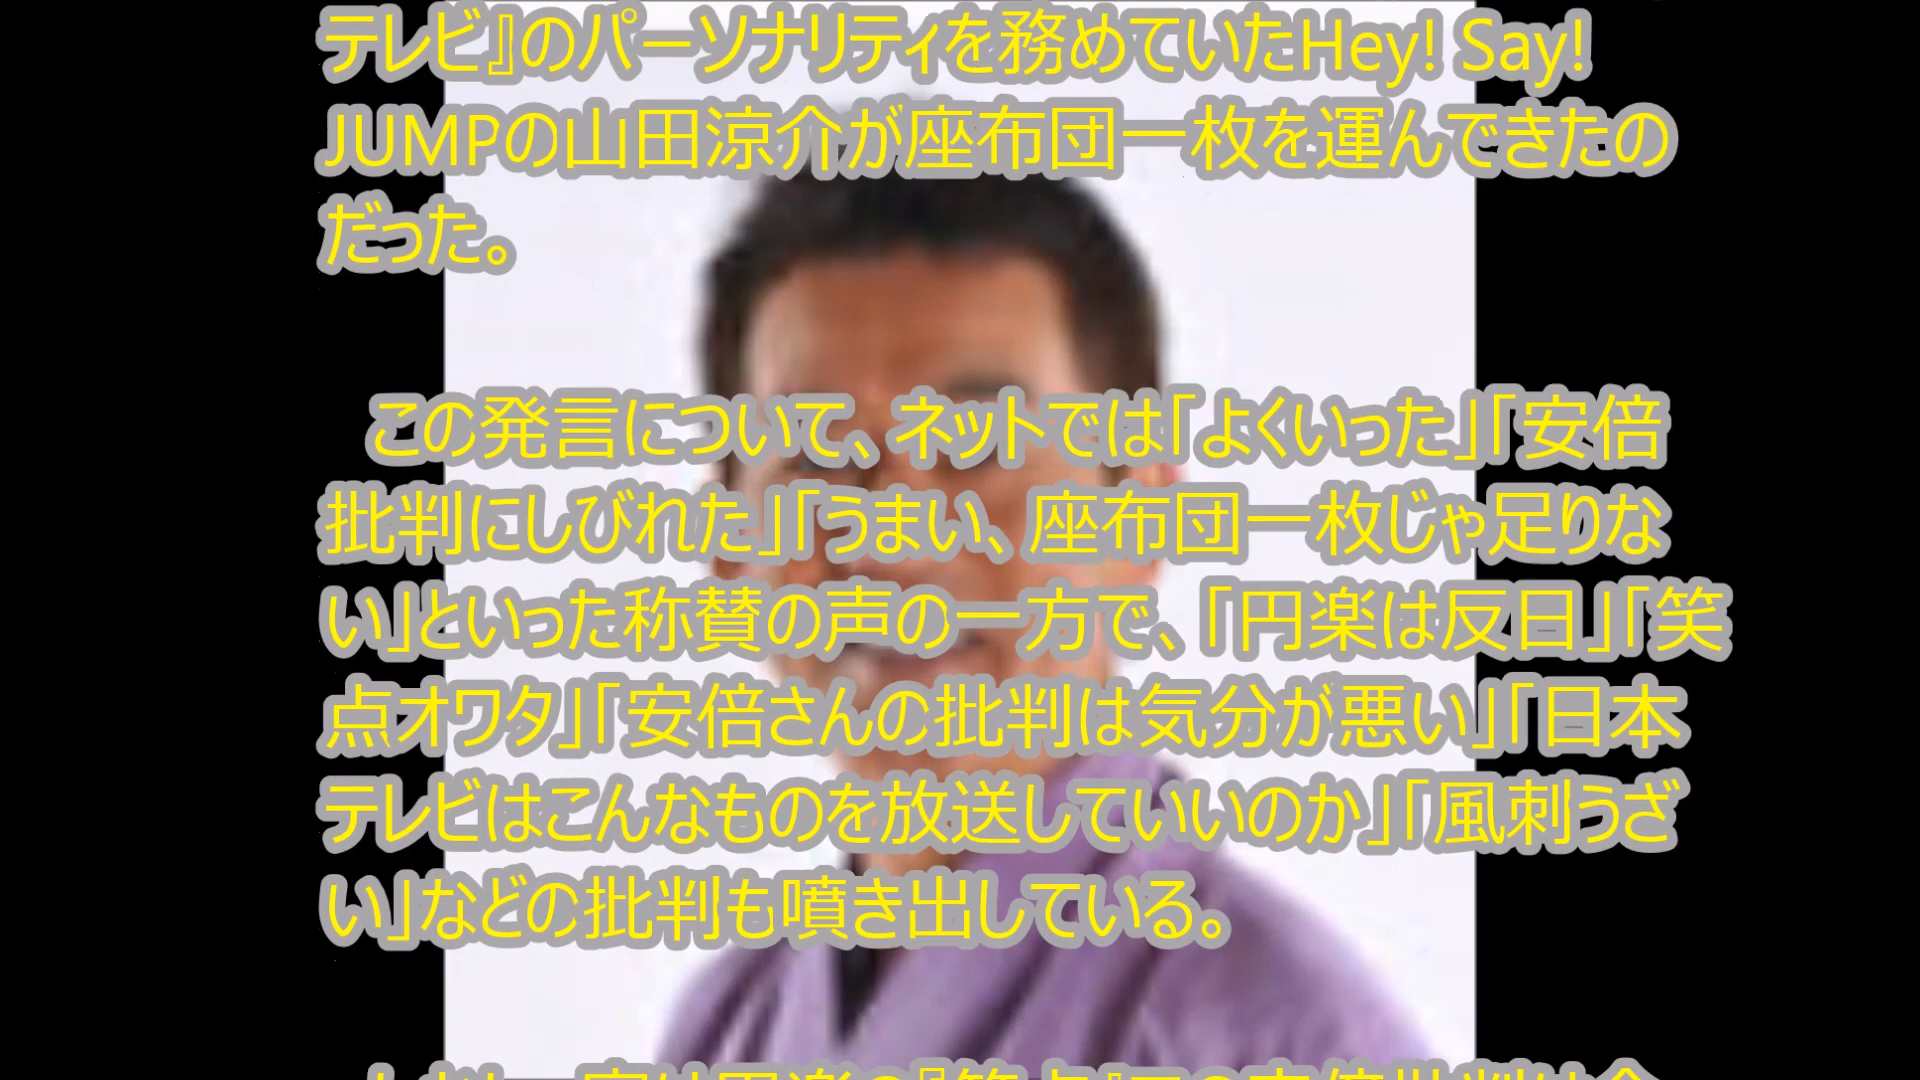 テレビ』のパーソナリティを務めていたHey! Say!
JUMPの山田涼介が座布団一枚を運んできたの
だった。
この発言について、ネットでは「よくいった」「安倍
批判にしびれた」「うまい、座布団一枚じゃ足りな
い」といった称賛の声の一方で、「円楽は反日」「笑
点オワタ」「安倍さんの批判は気分が悪い」「日本
テレビはこんなものを放送していいのか」「風刺うざ
い」などの批判も噴き出している。